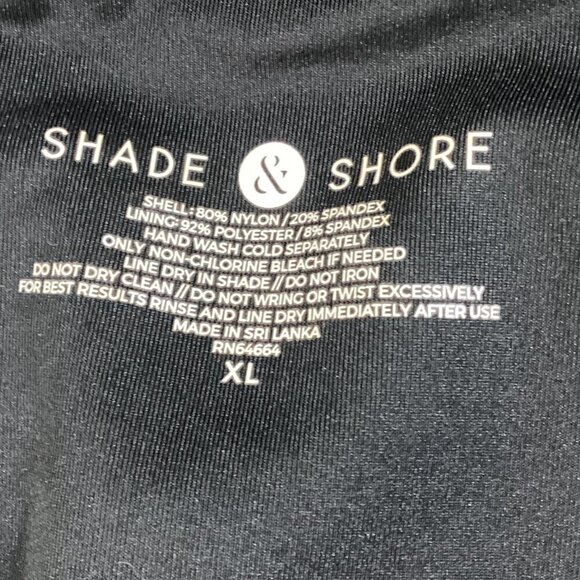 SHADE & SHORE
SHELL: 80% NYLON / 20% SPANDEX
LINING: 92% POLYESTER / 8% SPANDEX
HAND WASH COLD SEPARATELY
ONLY NON-CHLORINE BLEACH IF NEEDED
LINE DRY IN SHADE // DO NOT IRON
DO NOT DRY CLEAN // DO NOT WRING OR TWIST EXCESSIVELY
FOR BEST RESULTS RINSE AND LINE DRY IMMEDIATELY AFTER USE
MADE IN SRI LANKA
RN64664
XL